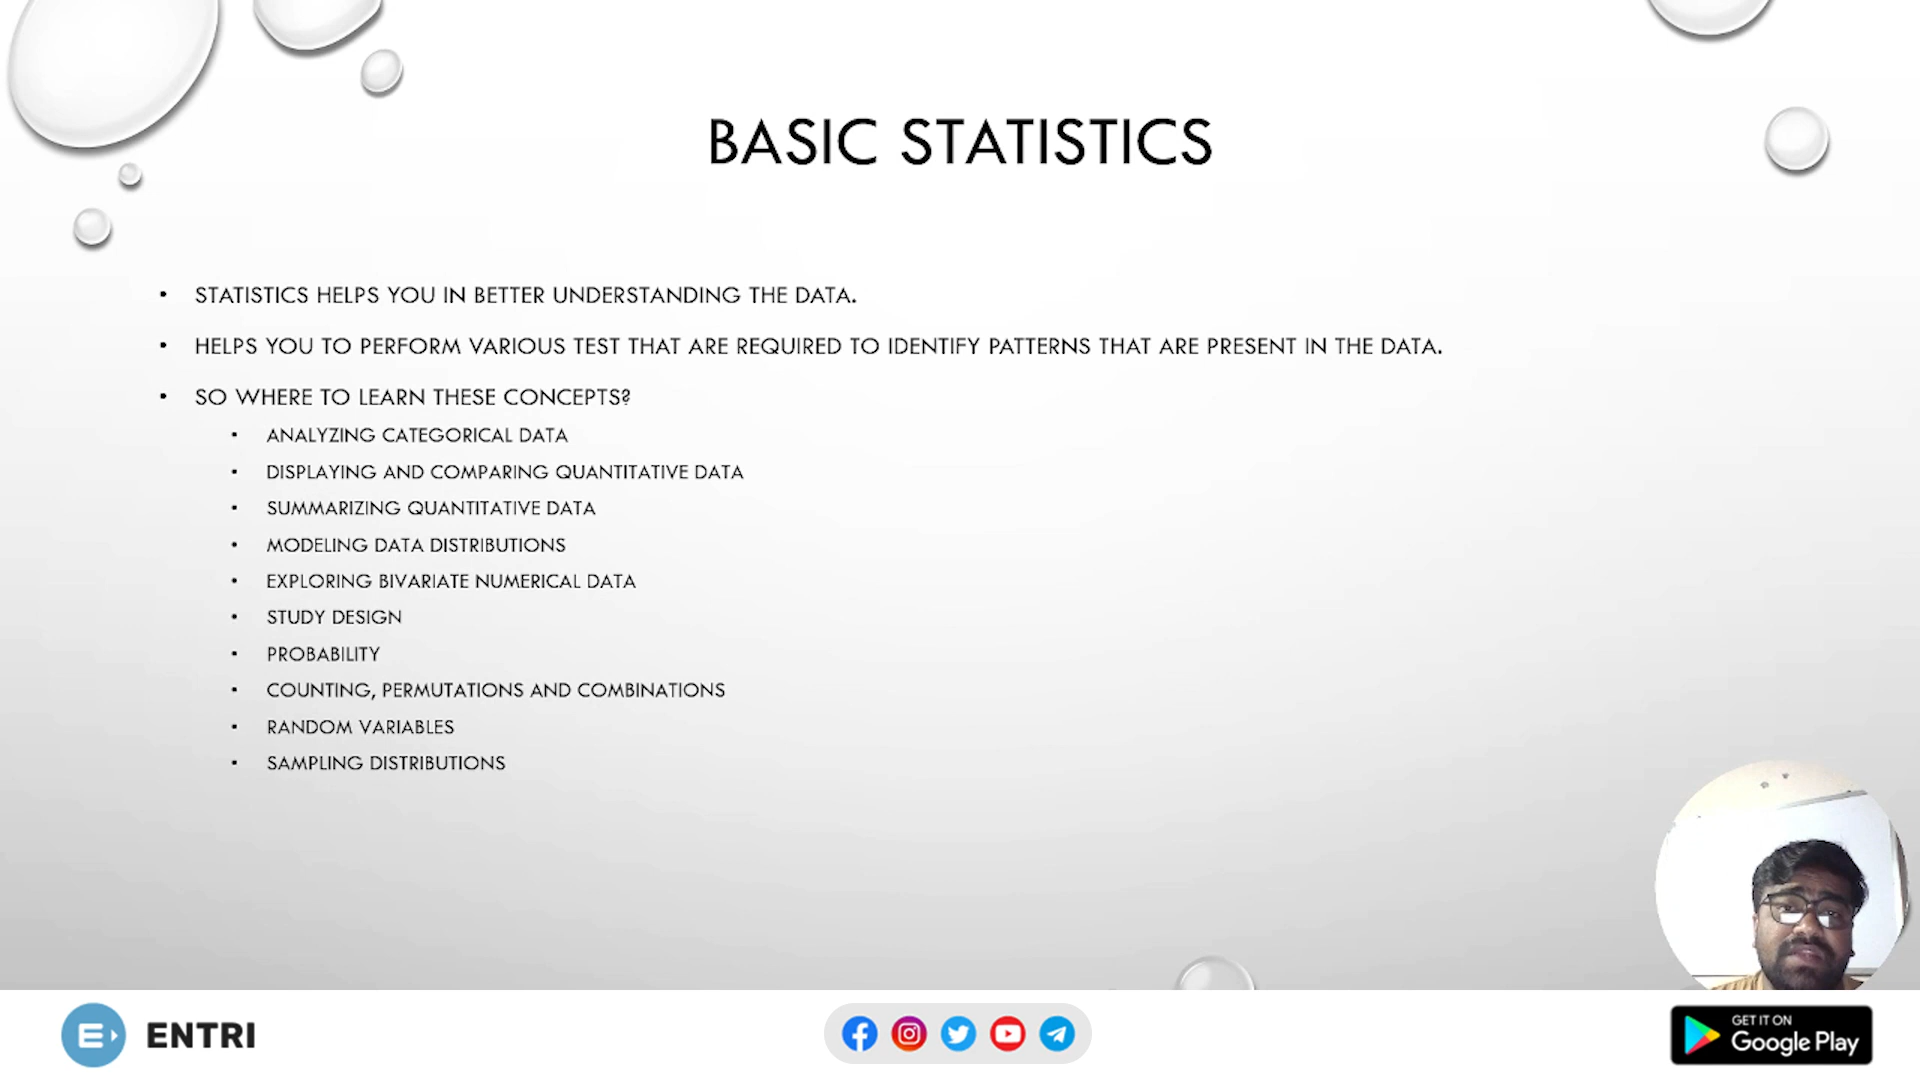 BASIC STATISTICS
• STATISTICS HELPS YOU IN BETTER UNDERSTANDING THE DATA.
• HELPS YOU TO PERFORM VARIOUS TEST THAT ARE REQUIRED TO IDENTIFY PATTERNS THAT ARE PRESENT IN THE DATA.
• SO WHERE TO LEARN THESE CONCEPTS?
• ANALYZING CATEGORICAL DATA
• DISPLAYING AND COMPARING QUANTITATIVE DATA
• SUMMARIZING QUANTITATIVE DATA
• MODELING DATA DISTRIBUTIONS
• EXPLORING BIVARIATE NUMERICAL DATA
• STUDY DESIGN
• PROBABILITY
• COUNTING, PERMUTATIONS AND COMBINATIONS
• RANDOM VARIABLES
• SAMPLING DISTRIBUTIONS
E ENTRI
GET IT ON
Google Play